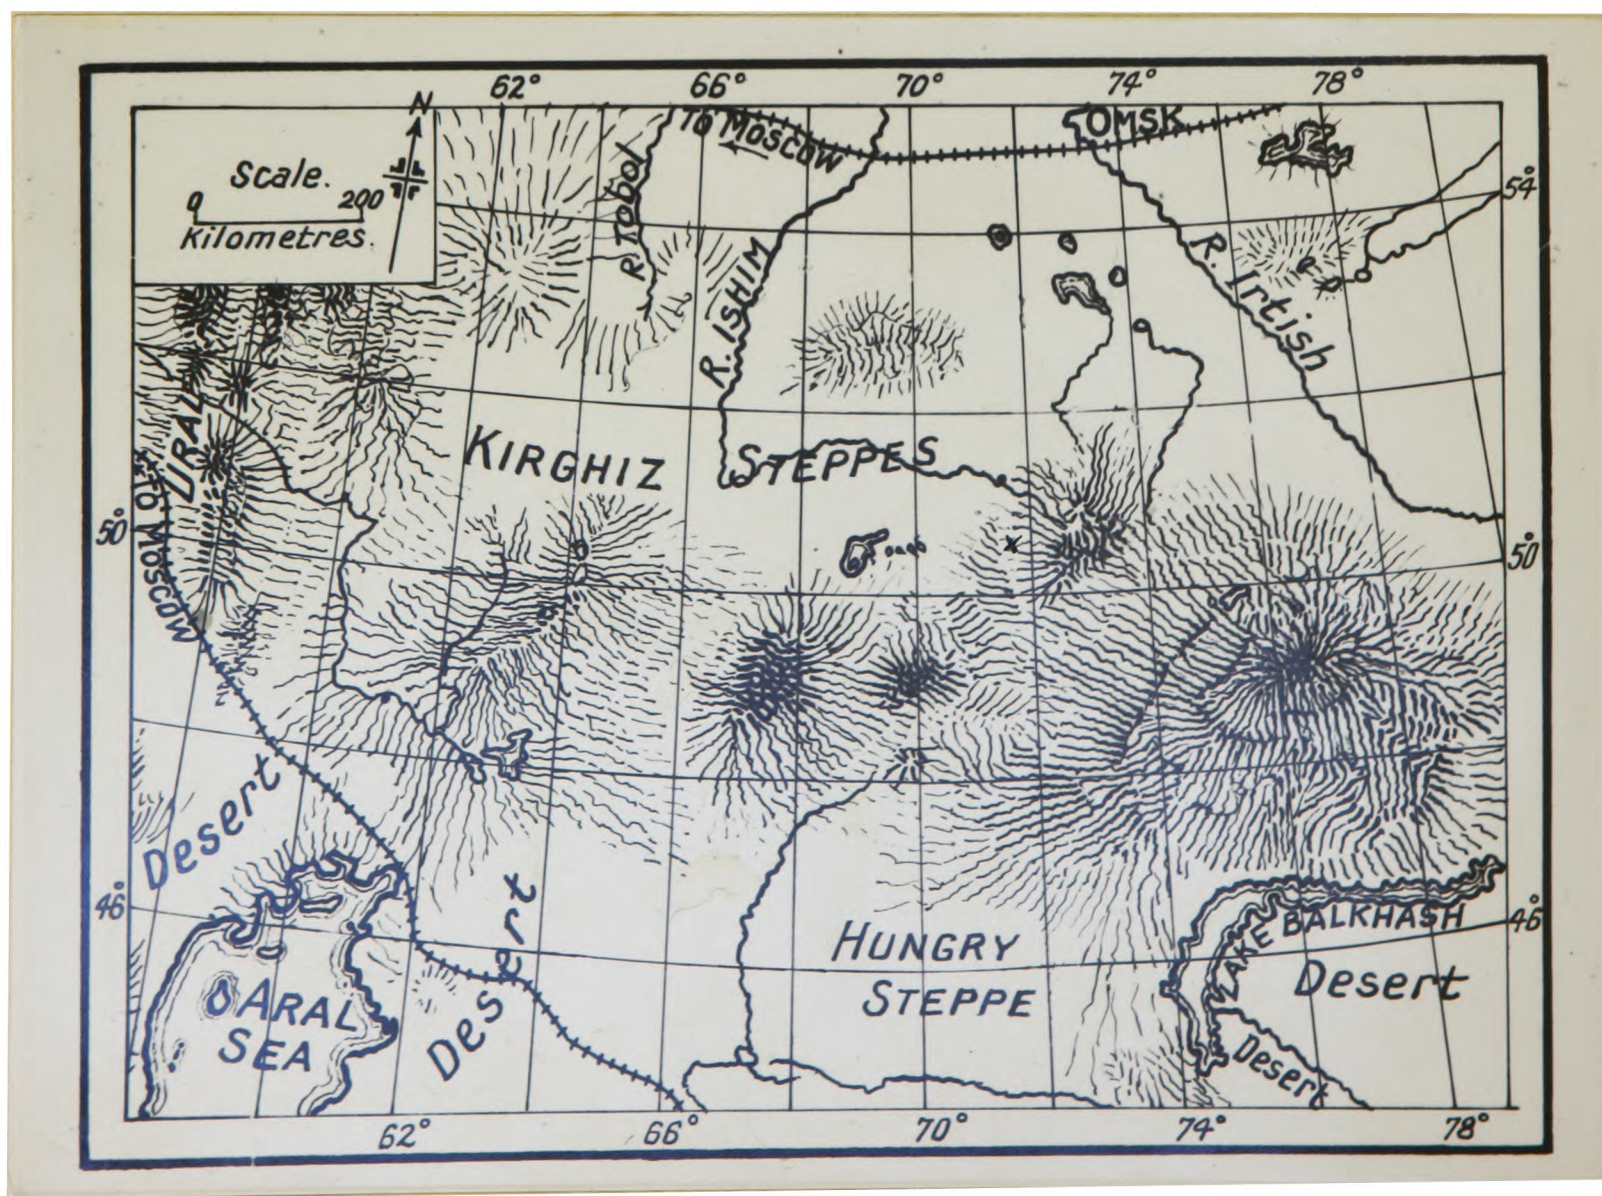 62° 66° 70° 74° 78°
N
Scale.
0 200
Kilometres.
To Moscow
OMSK
54°
R. Tobol
R. ISHIM
R. Irtish
URAL
KIRGHIZ STEPPES
To Moscow
50°
50°
x
Desert
Desert
46°
46°
HUNGRY
STEPPE
LAKE BALKHASH
Desert
ARAL
SEA
Desert
62° 66° 70° 74° 78°